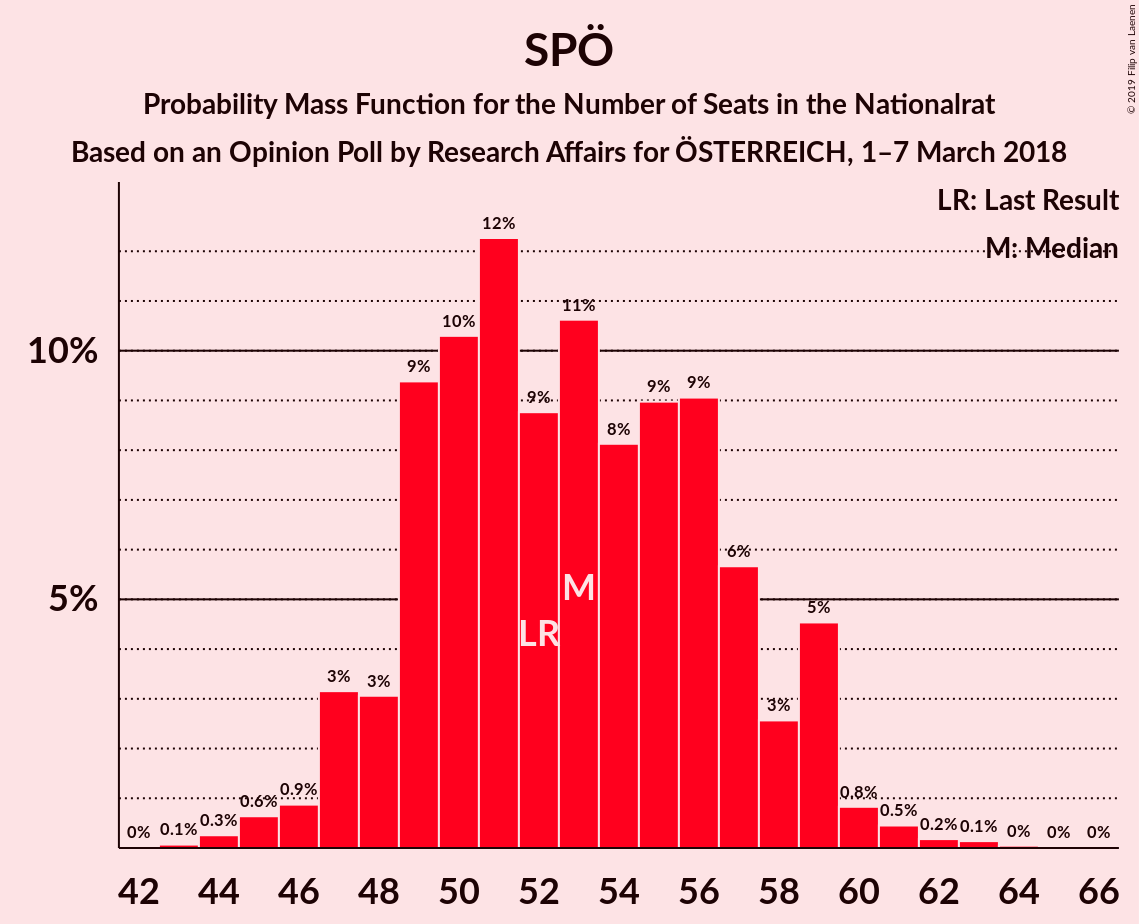 SPÖ
Probability Mass Function for the Number of Seats in the Nationalrat
Based on an Opinion Poll by Research Affairs for ÖSTERREICH, 1–7 March 2018
© 2019 Filip van Laenen
LR: Last Result
M: Median
10%
5%
0% 0.1% 0.3% 0.6% 0.9% 3% 3% 9% 10% 12% 9% 11% 8% 9% 9% 6% 3% 5% 0.8% 0.5% 0.2% 0.1% 0% 0% 0%
M
LR
42 44 46 48 50 52 54 56 58 60 62 64 66